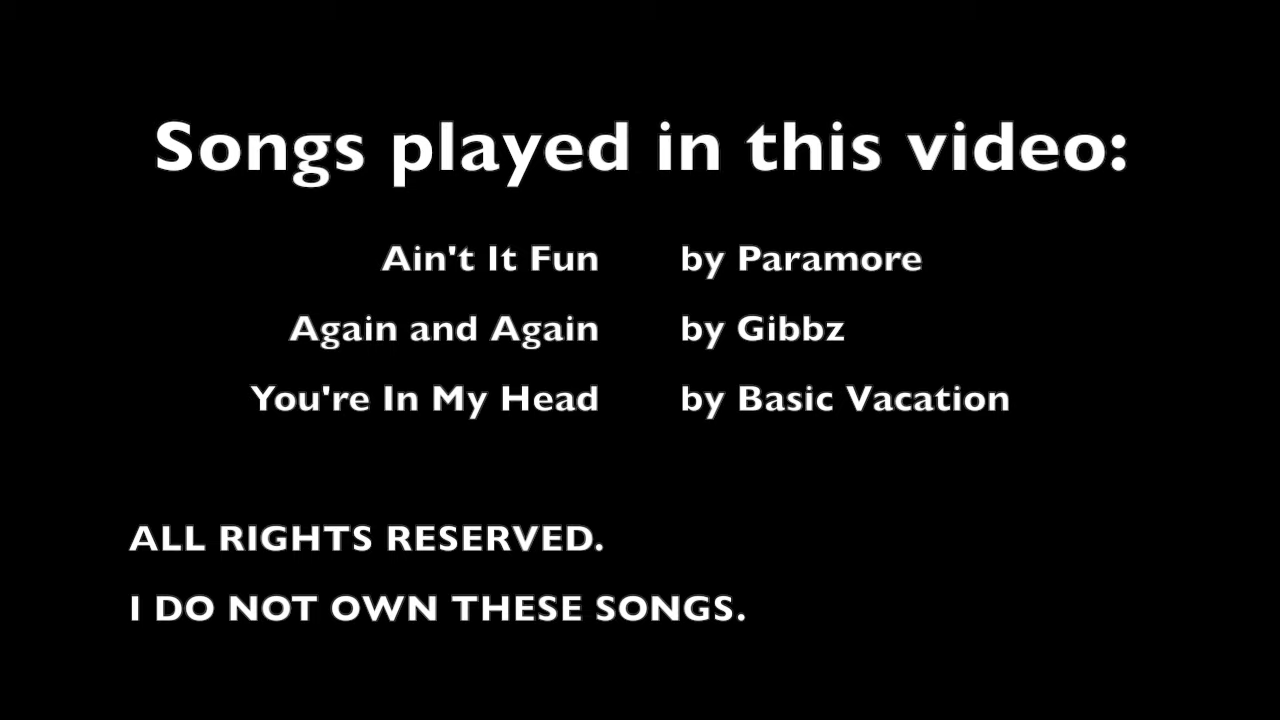 Songs played in this video:
Ain't It Fun by Paramore
Again and Again by Gibbz
You're In My Head by Basic Vacation
ALL RIGHTS RESERVED.
I DO NOT OWN THESE SONGS.